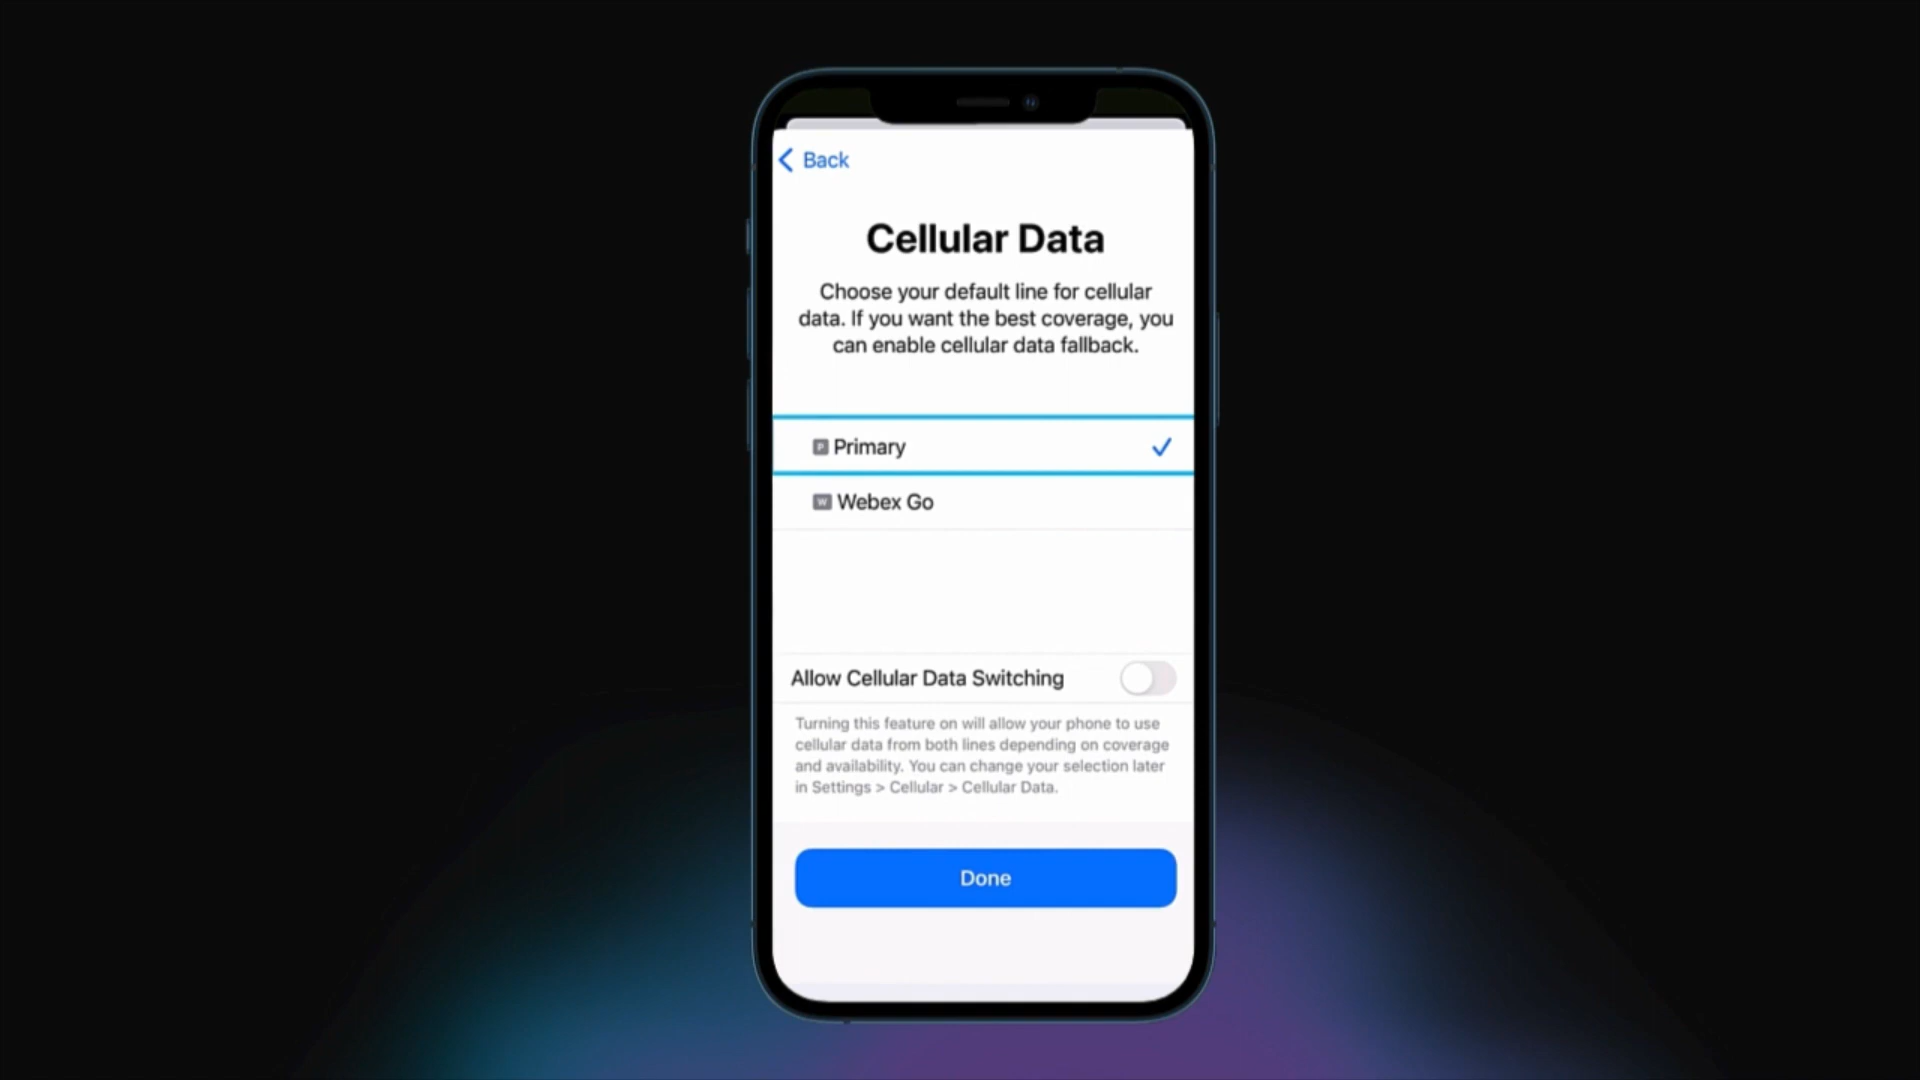 Back
Cellular Data
Choose your default line for cellular
data. If you want the best coverage, you
can enable cellular data fallback.
P Primary
W Webex Go
Allow Cellular Data Switching
Turning this feature on will allow your phone to use
cellular data from both lines depending on coverage
and availability. You can change your selection later
in Settings > Cellular > Cellular Data.
Done